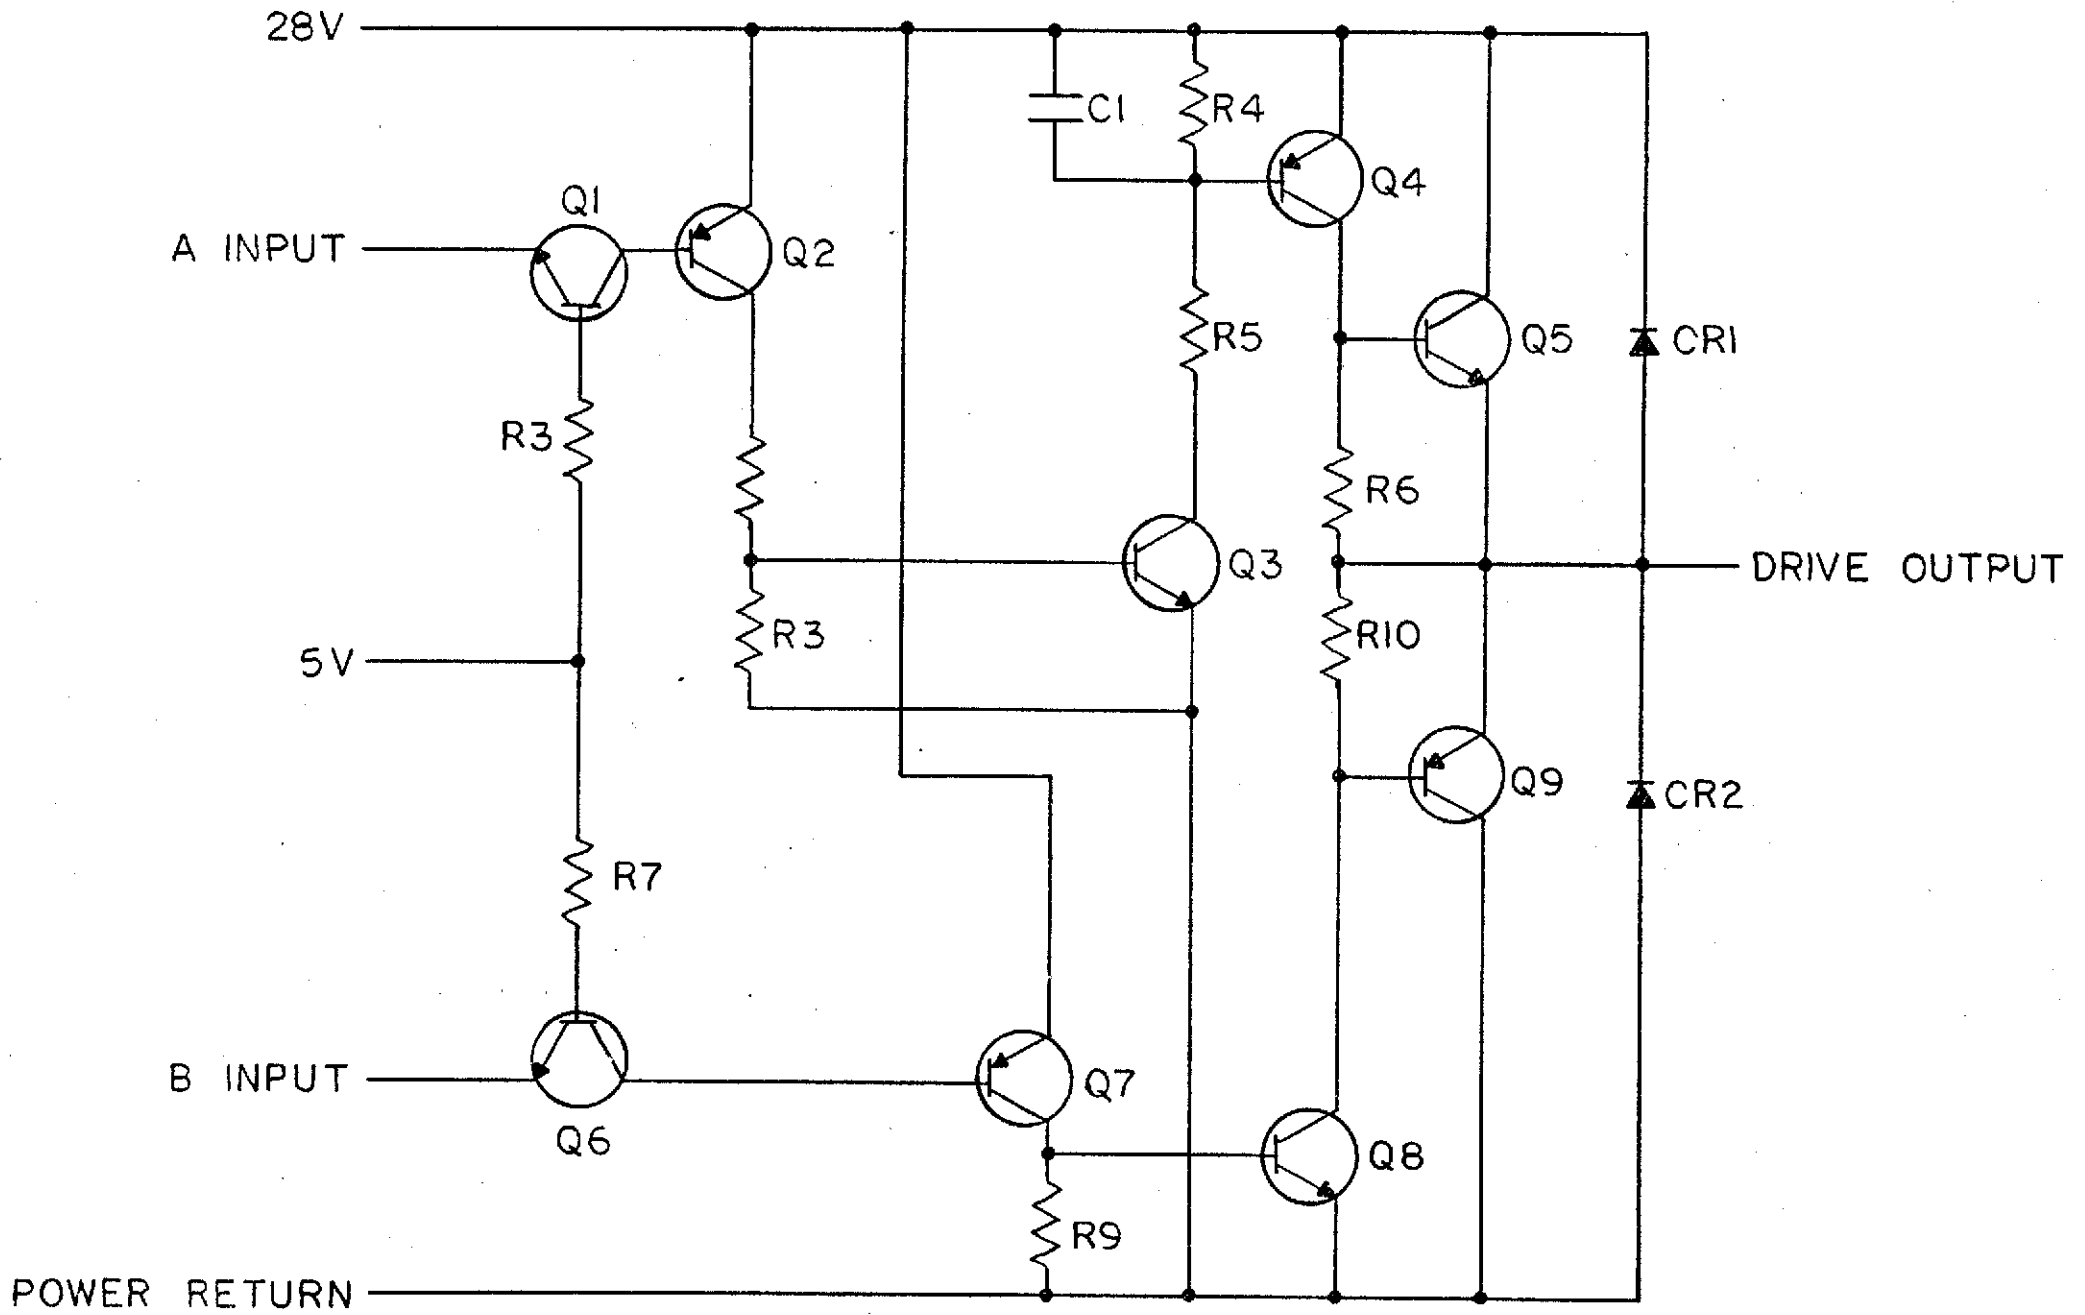 28V
C1
R4
Q4
Q1
A INPUT
Q2
R5
Q5
CR1
R3
R6
Q3
DRIVE OUTPUT
R3
R10
5V
Q9
CR2
R7
B INPUT
Q7
Q6
Q8
R9
POWER RETURN